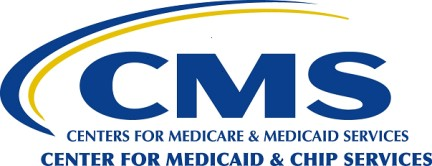 CMS
CENTERS FOR MEDICARE & MEDICAID SERVICES
CENTER FOR MEDICAID & CHIP SERVICES